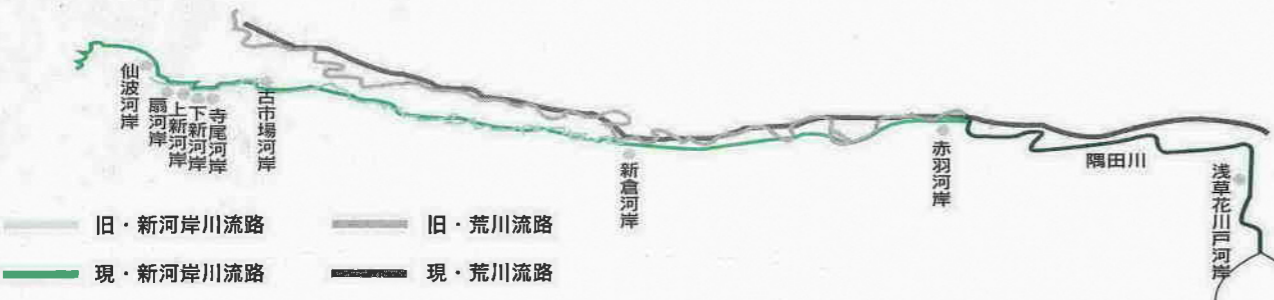 仙波河岸
扇河岸
上新河岸
下新河岸
寺尾河岸
古市場河岸
新倉河岸
赤羽河岸
隅田川
浅草花川戸河岸
旧・新河岸川流路
旧・荒川流路
現・新河岸川流路
現・荒川流路